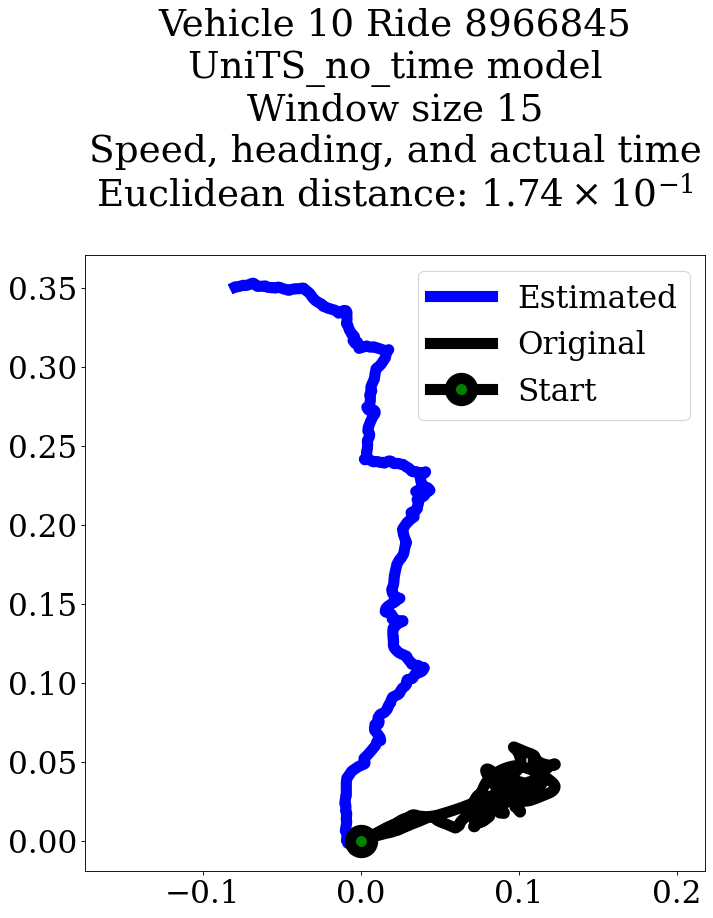 Vehicle 10 Ride 8966845
UniTS_no_time model
Window size 15
Speed, heading, and actual time
Euclidean distance: 1.74 × 10⁻¹
Estimated
Original
Start
0.35
0.30
0.25
0.20
0.15
0.10
0.05
0.00
−0.1 0.0 0.1 0.2